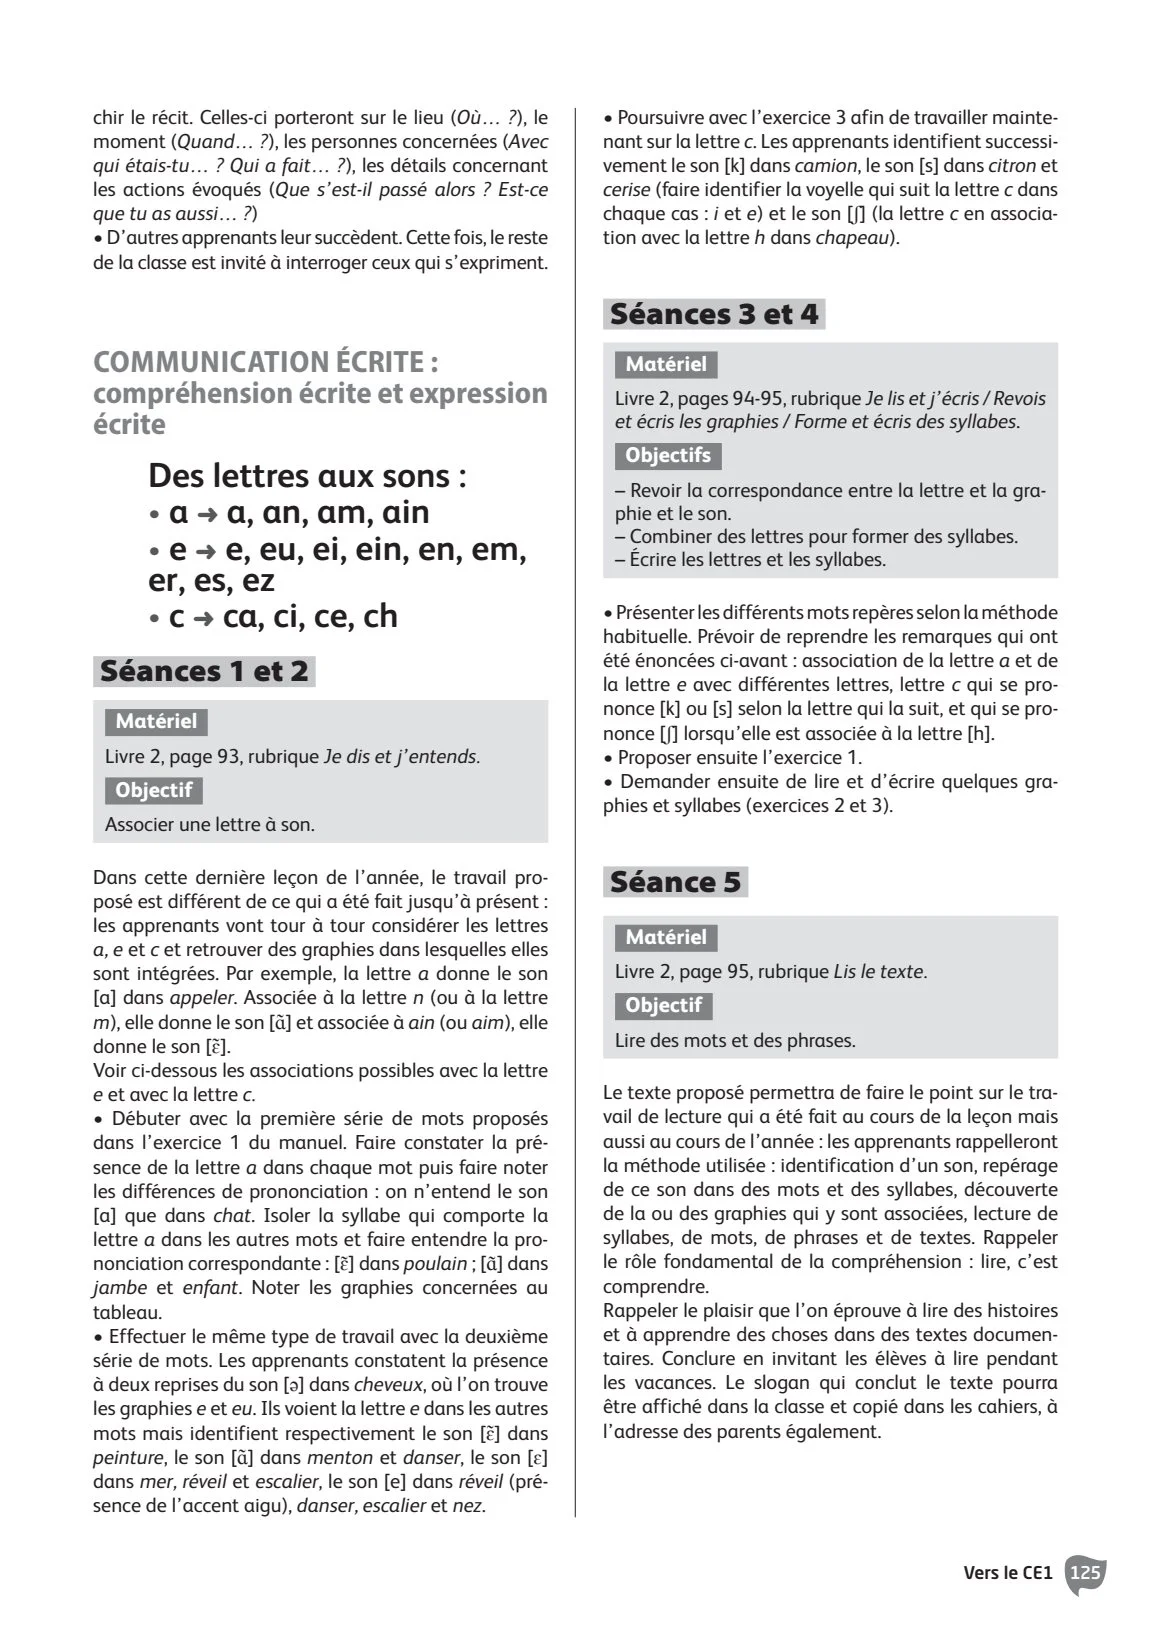 chir le récit. Celles-ci porteront sur le lieu (Où… ?), le
moment (Quand… ?), les personnes concernées (Avec
qui étais-tu… ? Qui a fait… ?), les détails concernant
les actions évoqués (Que s’est-il passé alors ? Est-ce
que tu as aussi… ?)
• D’autres apprenants leur succèdent. Cette fois, le reste
de la classe est invité à interroger ceux qui s’expriment.
COMMUNICATION ÉCRITE :
compréhension écrite et expression
écrite
Des lettres aux sons :
• a → a, an, am, ain
• e → e, eu, ei, ein, en, em,
er, es, ez
• c → ca, ci, ce, ch
Séances 1 et 2
Matériel
Livre 2, page 93, rubrique Je dis et j’entends.
Objectif
Associer une lettre à son.
Dans cette dernière leçon de l’année, le travail pro-
posé est différent de ce qui a été fait jusqu’à présent :
les apprenants vont tour à tour considérer les lettres
a, e et c et retrouver des graphies dans lesquelles elles
sont intégrées. Par exemple, la lettre a donne le son
[a] dans appeler. Associée à la lettre n (ou à la lettre
m), elle donne le son [ɑ̃] et associée à ain (ou aim), elle
donne le son [ɛ̃].
Voir ci-dessous les associations possibles avec la lettre
e et avec la lettre c.
• Débuter avec la première série de mots proposés
dans l’exercice 1 du manuel. Faire constater la pré-
sence de la lettre a dans chaque mot puis faire noter
les différences de prononciation : on n’entend le son
[a] que dans chat. Isoler la syllabe qui comporte la
lettre a dans les autres mots et faire entendre la pro-
nonciation correspondante : [ɛ̃] dans poulain ; [ɑ̃] dans
jambe et enfant. Noter les graphies concernées au
tableau.
• Effectuer le même type de travail avec la deuxième
série de mots. Les apprenants constatent la présence
à deux reprises du son [ə] dans cheveux, où l’on trouve
les graphies e et eu. Ils voient la lettre e dans les autres
mots mais identifient respectivement le son [ɛ̃] dans
peinture, le son [ɑ̃] dans menton et danser, le son [ɛ]
dans mer, réveil et escalier, le son [e] dans réveil (pré-
sence de l’accent aigu), danser, escalier et nez.
• Poursuivre avec l’exercice 3 afin de travailler mainte-
nant sur la lettre c. Les apprenants identifient successi-
vement le son [k] dans camion, le son [s] dans citron et
cerise (faire identifier la voyelle qui suit la lettre c dans
chaque cas : i et e) et le son [ʃ] (la lettre c en associa-
tion avec la lettre h dans chapeau).
Séances 3 et 4
Matériel
Livre 2, pages 94-95, rubrique Je lis et j’écris / Revois
et écris les graphies / Forme et écris des syllabes.
Objectifs
– Revoir la correspondance entre la lettre et la gra-
phie et le son.
– Combiner des lettres pour former des syllabes.
– Écrire les lettres et les syllabes.
• Présenter les différents mots repères selon la méthode
habituelle. Prévoir de reprendre les remarques qui ont
été énoncées ci-avant : association de la lettre a et de
la lettre e avec différentes lettres, lettre c qui se pro-
nonce [k] ou [s] selon la lettre qui la suit, et qui se pro-
nonce [ʃ] lorsqu’elle est associée à la lettre [h].
• Proposer ensuite l’exercice 1.
• Demander ensuite de lire et d’écrire quelques gra-
phies et syllabes (exercices 2 et 3).
Séance 5
Matériel
Livre 2, page 95, rubrique Lis le texte.
Objectif
Lire des mots et des phrases.
Le texte proposé permettra de faire le point sur le tra-
vail de lecture qui a été fait au cours de la leçon mais
aussi au cours de l’année : les apprenants rappelleront
la méthode utilisée : identification d’un son, repérage
de ce son dans des mots et des syllabes, découverte
de la ou des graphies qui y sont associées, lecture de
syllabes, de mots, de phrases et de textes. Rappeler
le rôle fondamental de la compréhension : lire, c’est
comprendre.
Rappeler le plaisir que l’on éprouve à lire des histoires
et à apprendre des choses dans des textes documen-
taires. Conclure en invitant les élèves à lire pendant
les vacances. Le slogan qui conclut le texte pourra
être affiché dans la classe et copié dans les cahiers, à
l’adresse des parents également.
Vers le CE1 125